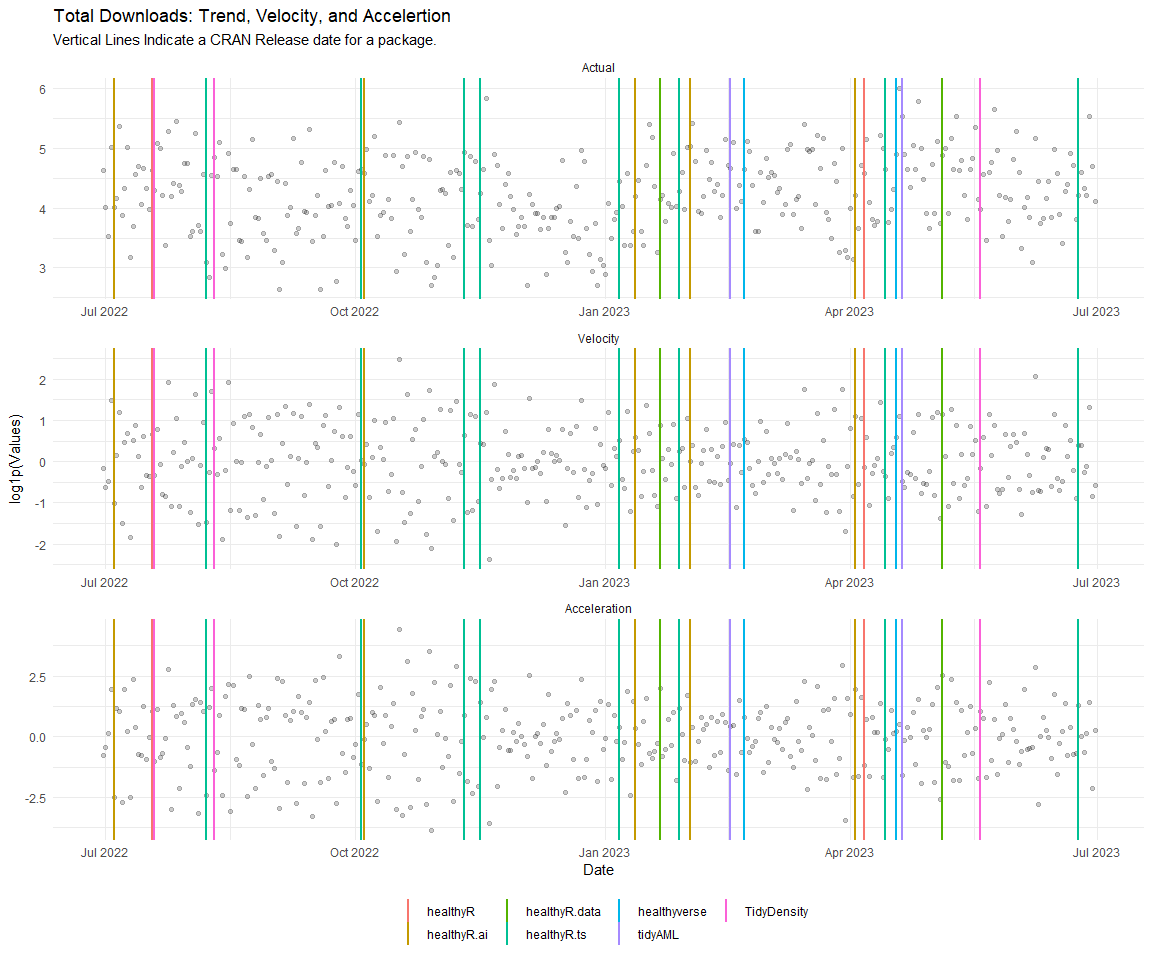 Total Downloads: Trend, Velocity, and Accelertion
Vertical Lines Indicate a CRAN Release date for a package.
Actual
6
5
4
3
Jul 2022 Oct 2022 Jan 2023 Apr 2023 Jul 2023
Velocity
2
1
0
-1
-2
Jul 2022 Oct 2022 Jan 2023 Apr 2023 Jul 2023
log1p(Values)
Acceleration
2.5
0.0
-2.5
Jul 2022 Oct 2022 Jan 2023 Apr 2023 Jul 2023
Date
healthyR healthyR.data healthyverse TidyDensity
healthyR.ai healthyR.ts tidyAML